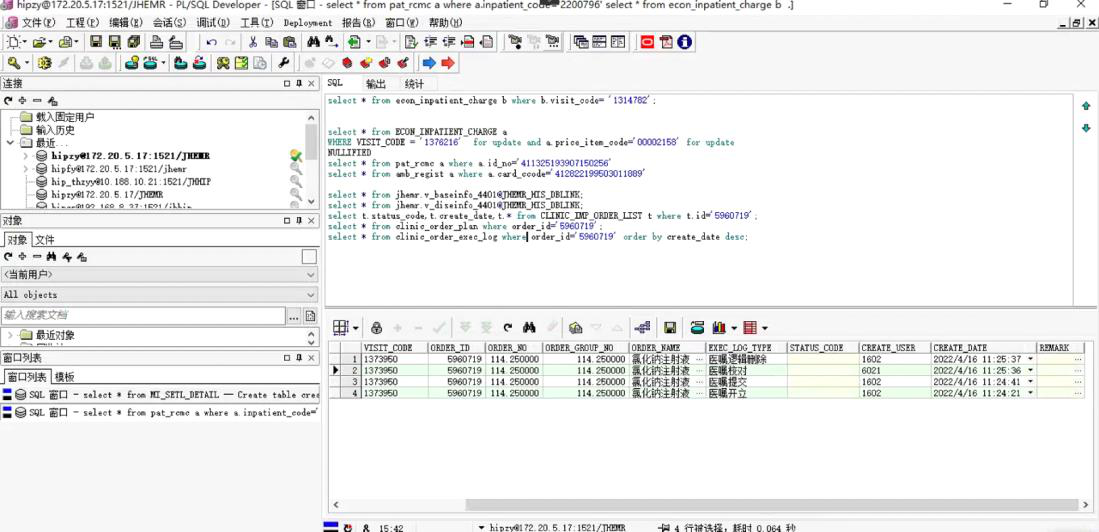 hipzy@172.20.5.17:1521/JHEMR - PL/SQL Developer - [SQL 窗口 - select * from pat_rcmc a where a.inpatient_code='2200796' select * from econ_inpatient_charge b .]
文件(F) 工程(P) 编辑(E) 会话(S) 调试(D) 工具(T) Deployment 报告(R) 窗口(W) 帮助(H)
连接
载入固定用户
输入历史
最近...
hipzy@172.20.5.17:1521/JHEMR
hipfy@172.20.5.17:1521/jhemr
hip_thzyy@10.188.10.21:1521/JHHIP
hipzy@172.20.5.17/JHEMR
对象
对象 文件
<当前用户>
All objects
输入搜索文档
最近对象
窗口列表
窗口列表 模板
SQL 窗口 - select * from MI_SETL_DETAIL -- Create table crea
SQL 窗口 - select * from pat_rcmc a where a.inpatient_code='
SQL 输出 统计
select * from econ_inpatient_charge b where b.visit_code= '1314782';
select * from ECON_INPATIENT_CHARGE a
WHERE VISIT_CODE = '1376216' for update and a.price_item_code='00002158' for update
NULLIFIED
select * from pat_rcmc a where a.id_no='411325193907150256'
select * from amb_regist a where a.card_ccode='412822199503011889'
select * from jhemr.v_baseinfo_4401@JHEMR_HIS_DBLINK;
select * from jhemr.v_diseinfo_4401@JHEMR_HIS_DBLINK;
select t.status_code,t.create_date,t.* from CLINIC_IMP_ORDER_LIST t where t.id='5960719';
select * from clinic_order_plan where order_id='5960719';
select * from clinic_order_exec_log where order_id='5960719' order by create_date desc;
VISIT_CODE ORDER_ID ORDER_NO ORDER_GROUP_NO ORDER_NAME EXEC_LOG_TYPE STATUS_CODE CREATE_USER CREATE_DATE REMARK
1 1373950 5960719 114.250000 114.250000 氯化钠注射液 ... 医嘱逻辑删除 1602 2022/4/16 11:25:37 ...
2 1373950 5960719 114.250000 114.250000 氯化钠注射液 ... 医嘱核对 6021 2022/4/16 11:25:36 ...
3 1373950 5960719 114.250000 114.250000 氯化钠注射液 ... 医嘱提交 1602 2022/4/16 11:24:41 ...
4 1373950 5960719 114.250000 114.250000 氯化钠注射液 ... 医嘱开立 1602 2022/4/16 11:24:21 ...
& 15:42 hipzy@172.20.5.17:1521/JHEMR 4 行被选择, 耗时 0.064 秒